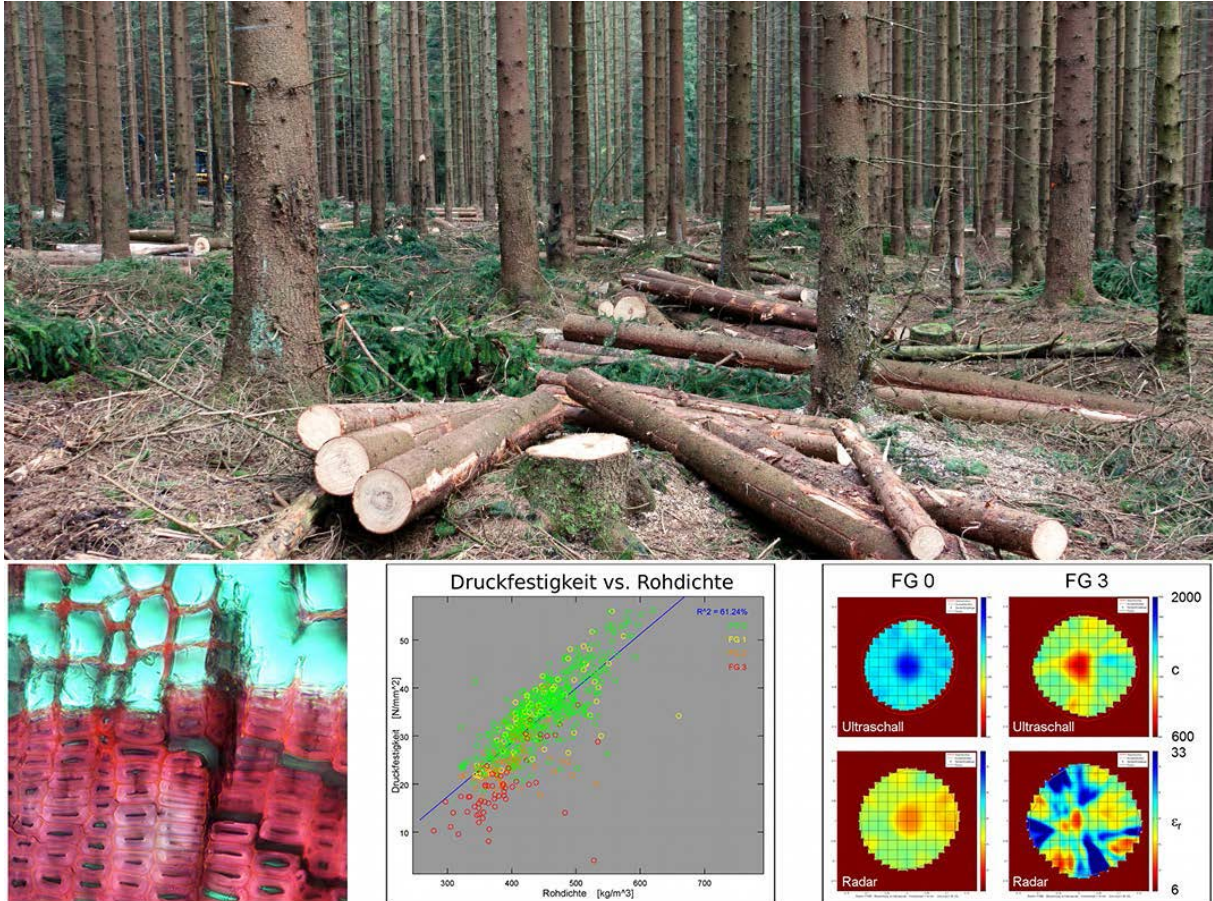 Druckfestigkeit vs. Rohdichte
R^2 = 61.24%
FG 1
FG 3
50
40
30
20
10
Druckfestigkeit [N/mm^2]
300
400
500
600
700
Rohdichte [kg/m^3]
FG 0
FG 3
Ultraschall
Ultraschall
2000
c
600
Radar
Radar
33
εr
6